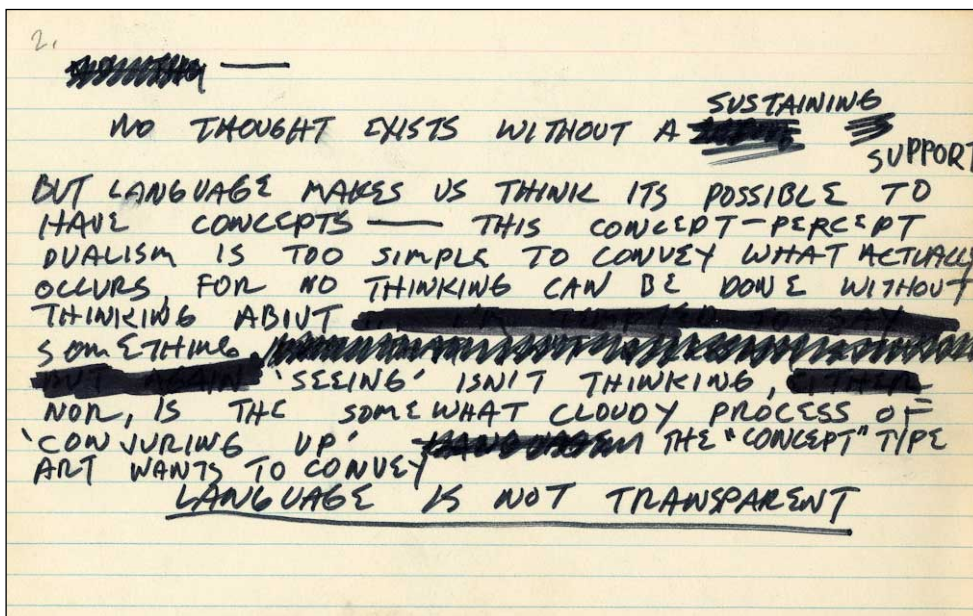 2.
—
SUSTAINING
NO THOUGHT EXISTS WITHOUT A
SUPPORT
BUT LANGUAGE MAKES US THINK ITS POSSIBLE TO
HAVE CONCEPTS — THIS CONCEPT-PERCEPT
DUALISM IS TOO SIMPLE TO CONVEY WHAT ACTUALLY
OCCURS, FOR NO THINKING CAN BE DONE WITHOUT
THINKING ABIUT
SOMETHING
'SEEING' ISN'T THINKING,
NOR, IS THE SOMEWHAT CLOUDY PROCESS OF
'CONJURING UP' THE "CONCEPT" TYPE
ART WANTS TO CONVEY
LANGUAGE IS NOT TRANSPARENT